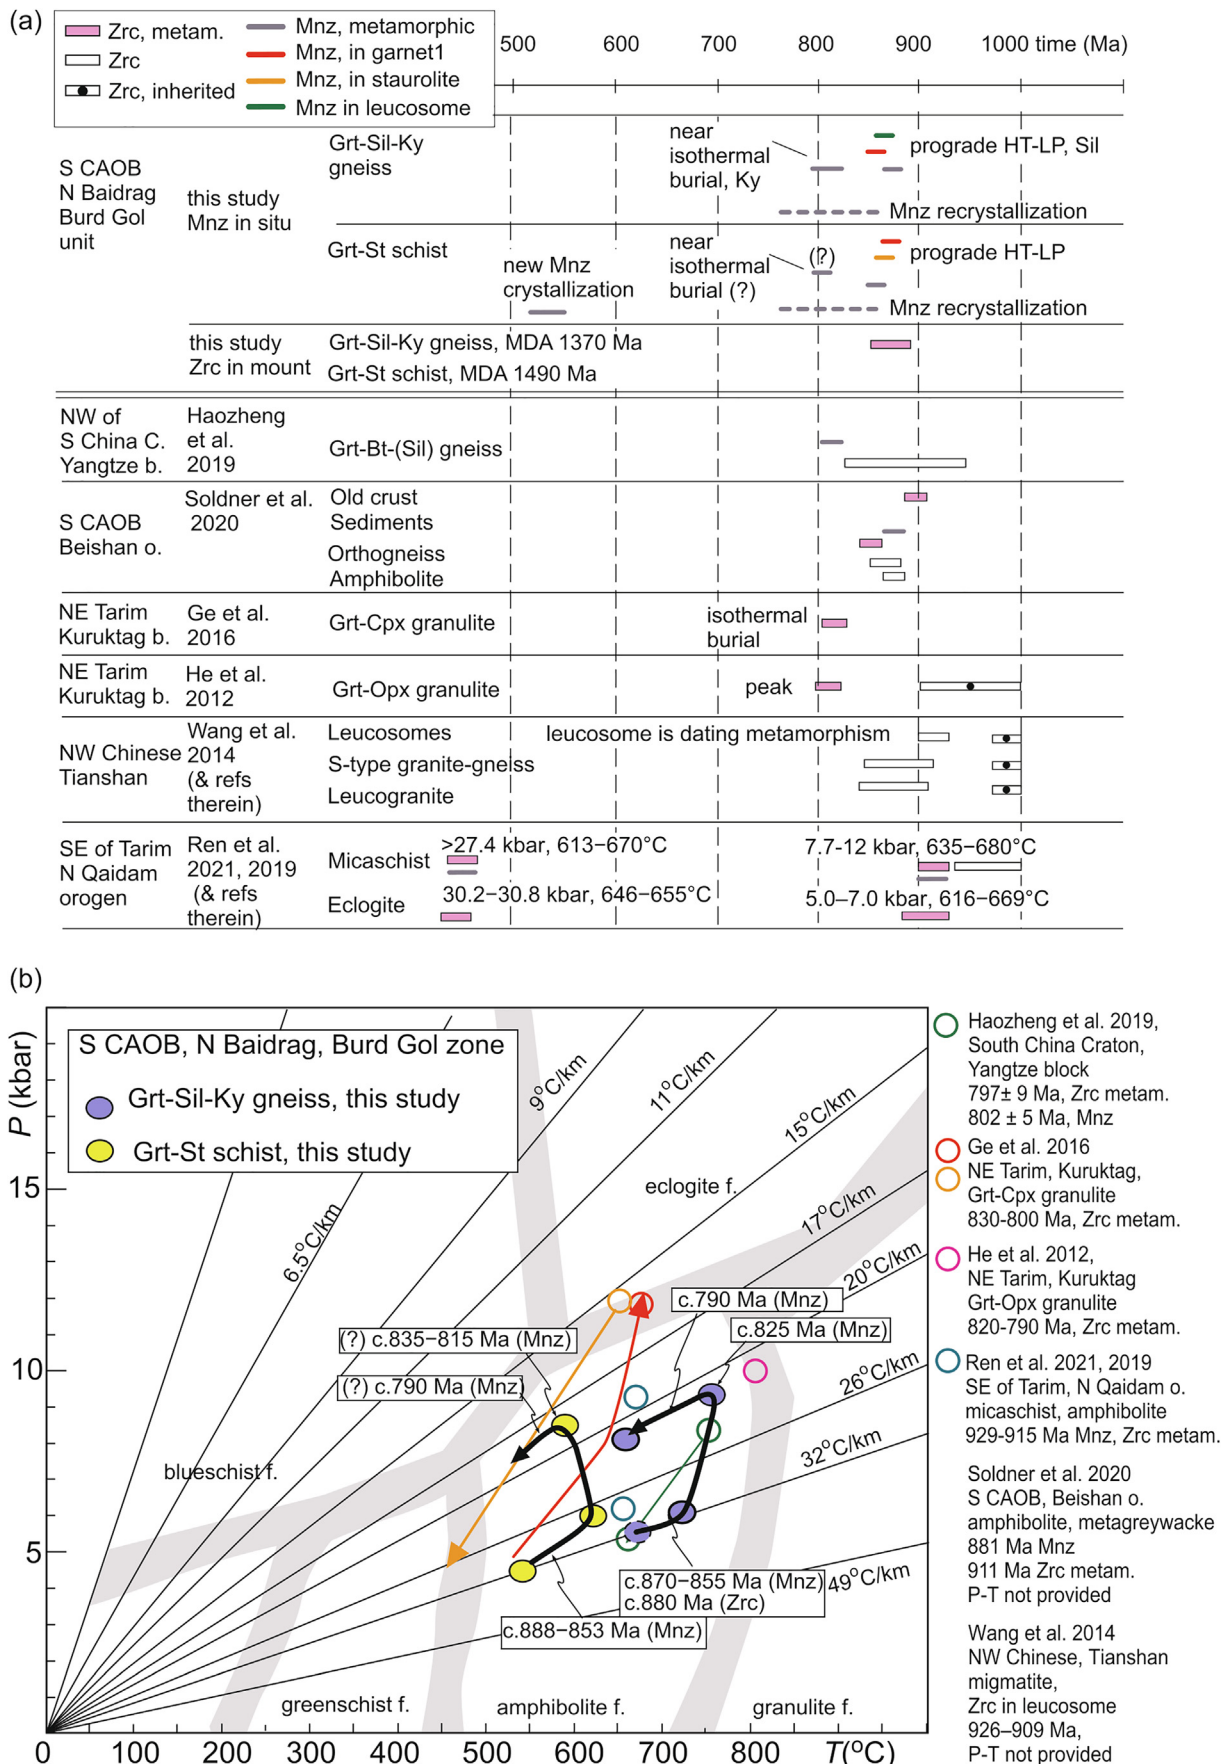 (a)
Zrc, metam.
Zrc
Zrc, inherited
Mnz, metamorphic
Mnz, in garnet1
Mnz, in staurolite
Mnz in leucosome
500 600 700 800 900 1000 time (Ma)
S CAOB
N Baidrag
Burd Gol
unit
this study
Mnz in situ
Grt-Sil-Ky
gneiss
near
isothermal
burial, Ky
prograde HT-LP, Sil
Mnz recrystallization
Grt-St schist
new Mnz
crystallization
near
isothermal
burial (?)
(?)
prograde HT-LP
Mnz recrystallization
this study
Zrc in mount
Grt-Sil-Ky gneiss, MDA 1370 Ma
Grt-St schist, MDA 1490 Ma
NW of
S China C.
Yangtze b.
Haozheng
et al.
2019
Grt-Bt-(Sil) gneiss
S CAOB
Beishan o.
Soldner et al.
2020
Old crust
Sediments
Orthogneiss
Amphibolite
NE Tarim
Kuruktag b.
Ge et al.
2016
Grt-Cpx granulite
isothermal
burial
NE Tarim
Kuruktag b.
He et al.
2012
Grt-Opx granulite
peak
NW Chinese
Tianshan
Wang et al.
2014
(& refs
therein)
Leucosomes
leucosome is dating metamorphism
S-type granite-gneiss
Leucogranite
SE of Tarim
N Qaidam
orogen
Ren et al.
2021, 2019
(& refs
therein)
Micaschist
>27.4 kbar, 613−670°C
7.7-12 kbar, 635−680°C
Eclogite
30.2−30.8 kbar, 646−655°C
5.0–7.0 kbar, 616−669°C
(b)
P (kbar)
S CAOB, N Baidrag, Burd Gol zone
Grt-Sil-Ky gneiss, this study
Grt-St schist, this study
6.5°C/km
9°C/km
11°C/km
15°C/km
17°C/km
20°C/km
26°C/km
32°C/km
49°C/km
eclogite f.
blueschist f.
greenschist f.
amphibolite f.
granulite f.
c.790 Ma (Mnz)
c.825 Ma (Mnz)
(?) c.835−815 Ma (Mnz)
(?) c.790 Ma (Mnz)
c.870−855 Ma (Mnz)
c.880 Ma (Zrc)
c.888−853 Ma (Mnz)
15
10
5
0
0 100 200 300 400 500 600 700 800 T(°C)
Haozheng et al. 2019,
South China Craton,
Yangtze block
797± 9 Ma, Zrc metam.
802 ± 5 Ma, Mnz
Ge et al. 2016
NE Tarim, Kuruktag,
Grt-Cpx granulite
830-800 Ma, Zrc metam.
He et al. 2012,
NE Tarim, Kuruktag
Grt-Opx granulite
820-790 Ma, Zrc metam.
Ren et al. 2021, 2019
SE of Tarim, N Qaidam o.
micaschist, amphibolite
929-915 Ma Mnz, Zrc metam.
Soldner et al. 2020
S CAOB, Beishan o.
amphibolite, metagreywacke
881 Ma Mnz
911 Ma Zrc metam.
P-T not provided
Wang et al. 2014
NW Chinese, Tianshan
migmatite,
Zrc in leucosome
926–909 Ma,
P-T not provided